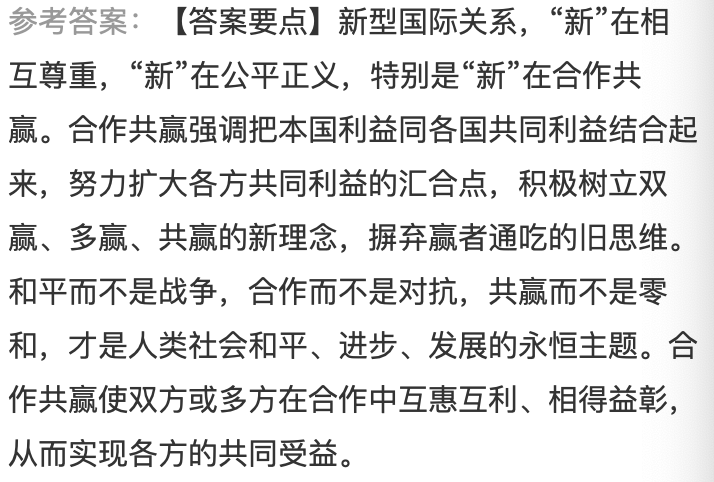 参考答案：【答案要点】新型国际关系，“新”在相
互尊重，“新”在公平正义，特别是“新”在合作共
赢。合作共赢强调把本国利益同各国共同利益结合起
来，努力扩大各方共同利益的汇合点，积极树立双
赢、多赢、共赢的新理念，摒弃赢者通吃的旧思维。
和平而不是战争，合作而不是对抗，共赢而不是零
和，才是人类社会和平、进步、发展的永恒主题。合
作共赢使双方或多方在合作中互惠互利、相得益彰，
从而实现各方的共同受益。